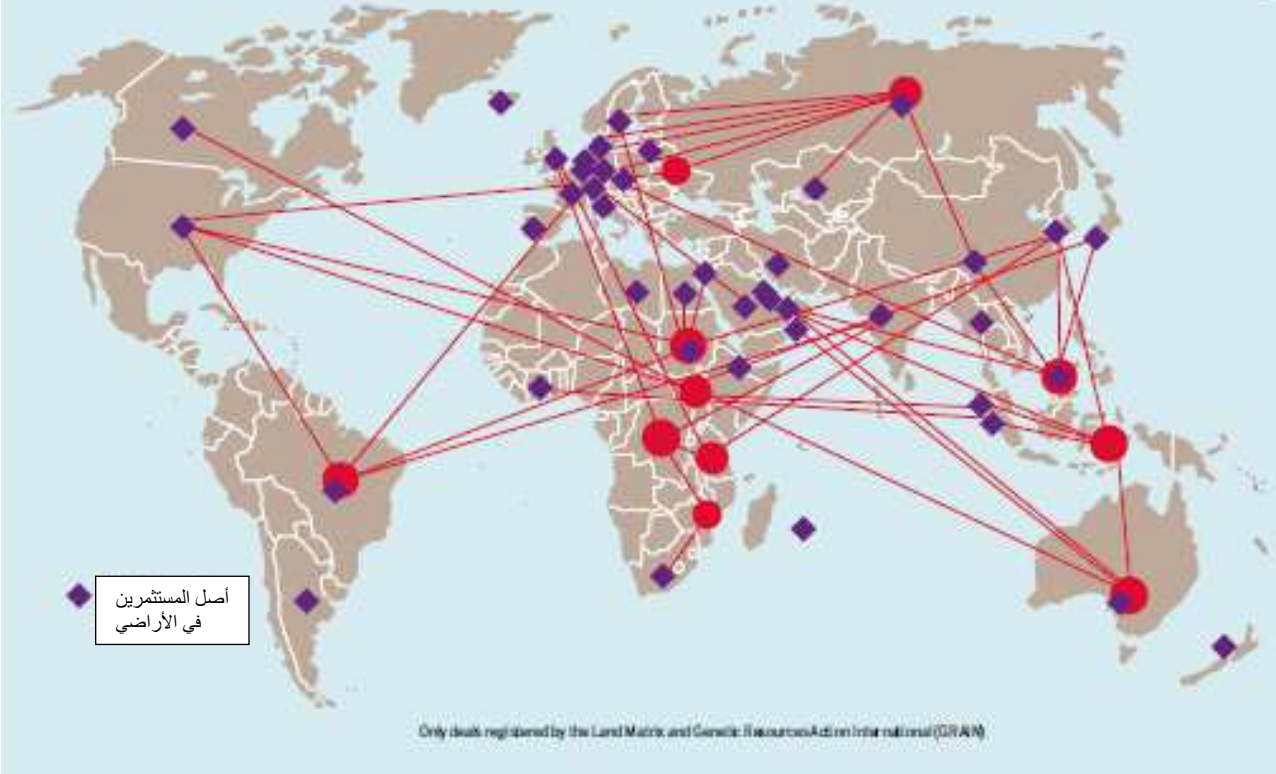 أصل المستثمرين
في الأراضي
Only deals registered by the Land Matrix and Genetic Resources Action International (GRAIN)